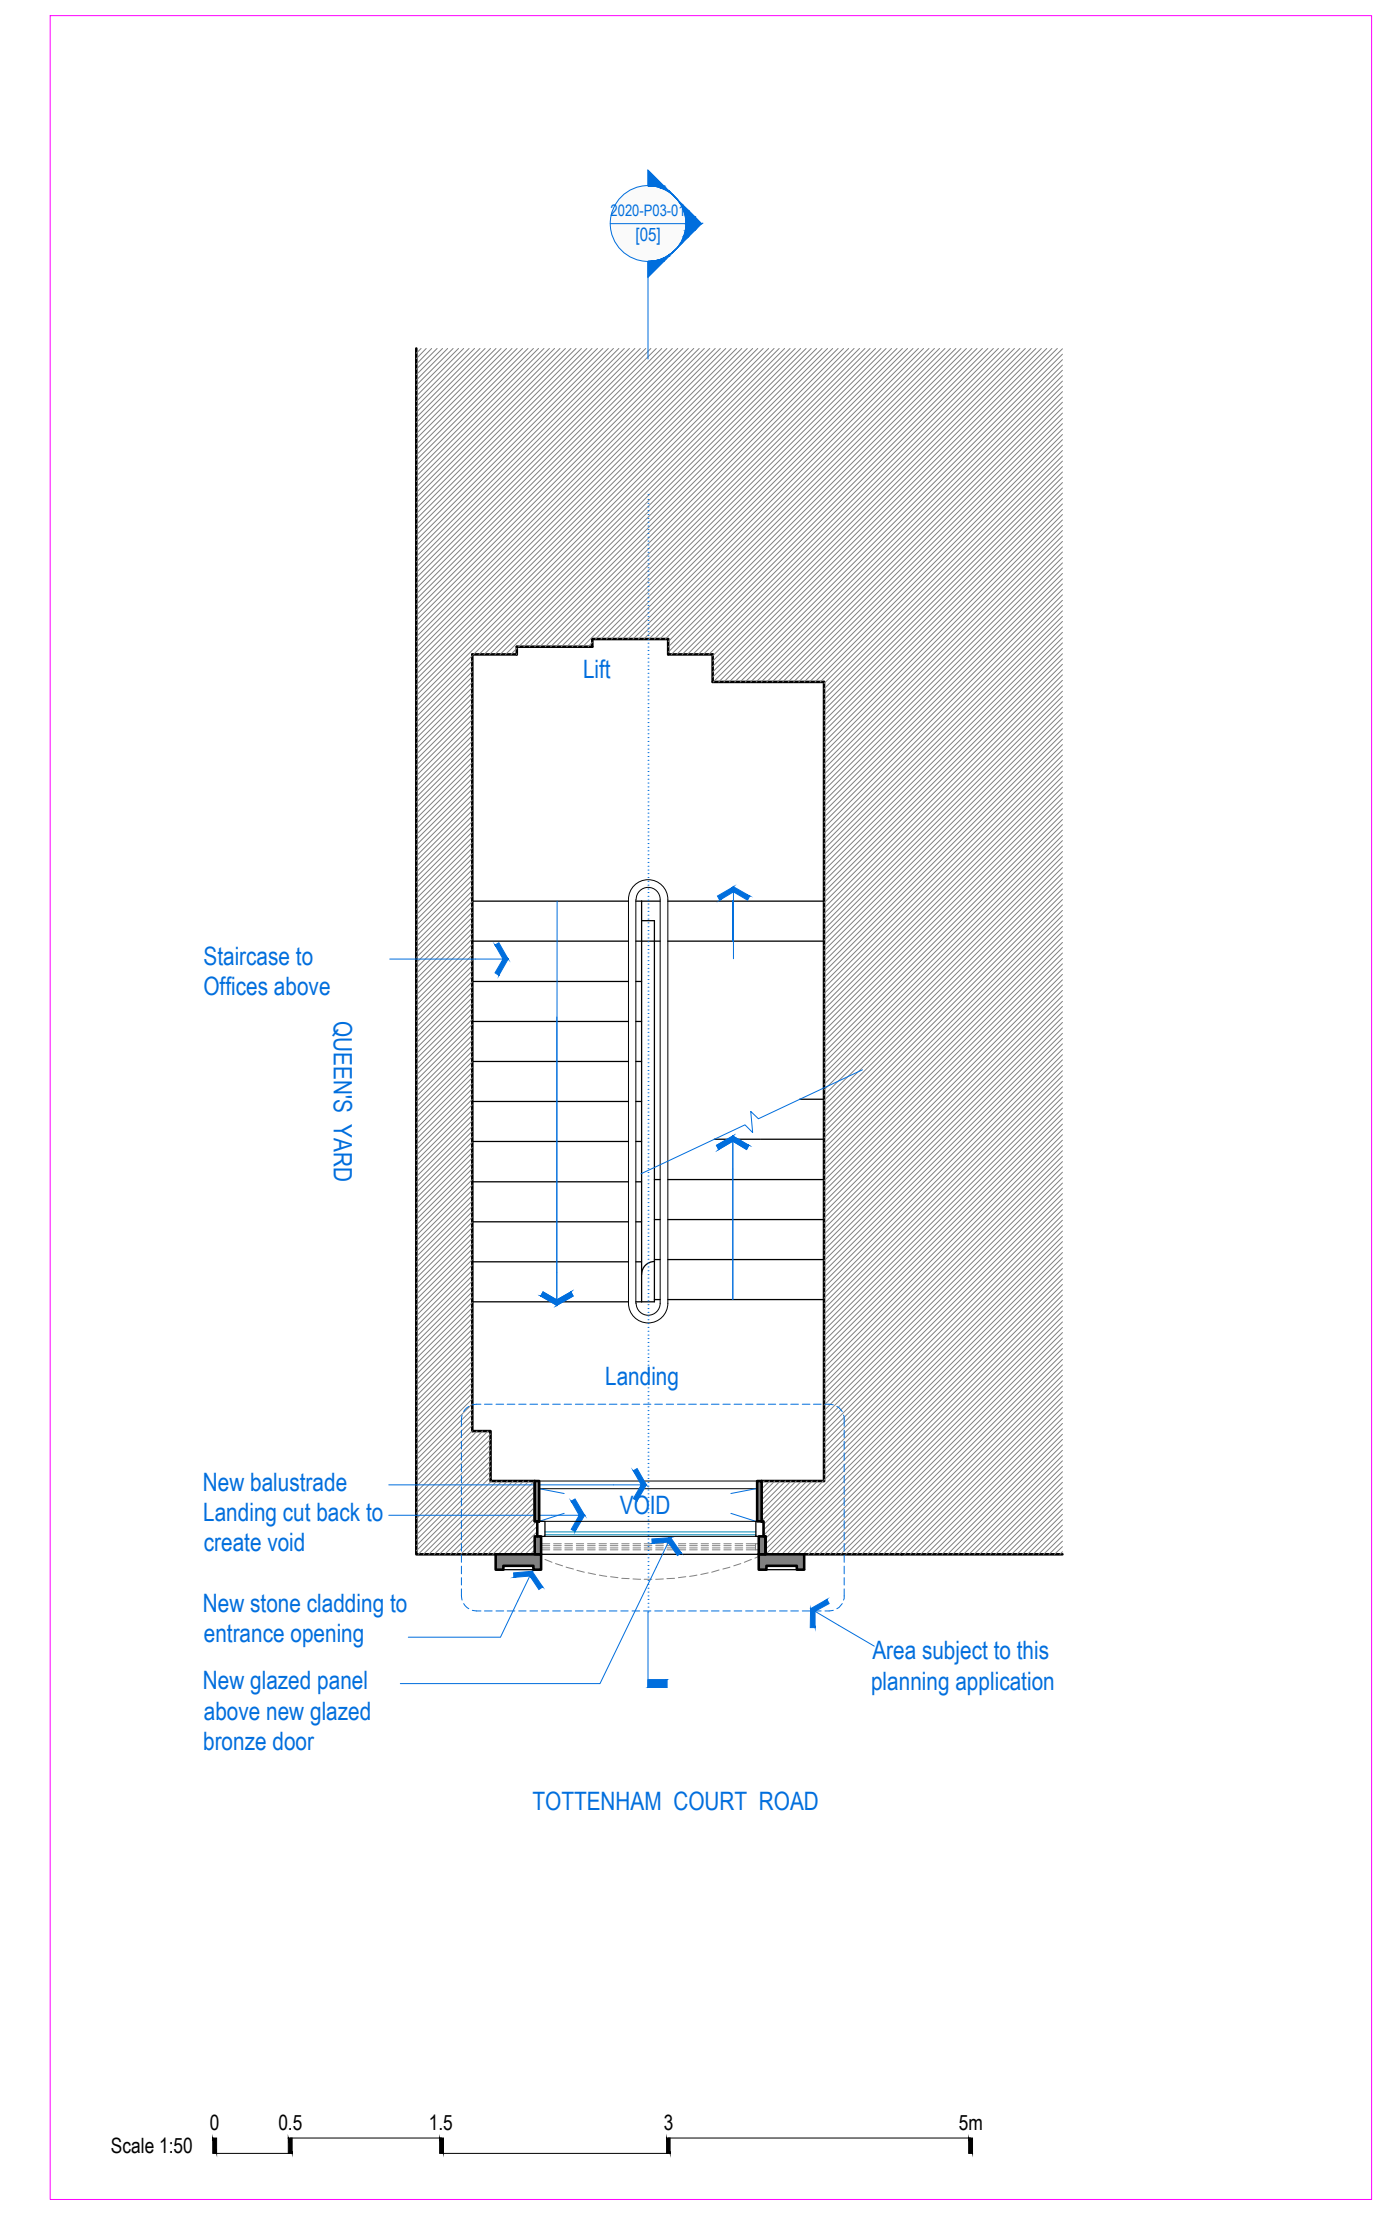 2020-P03-01
[05]
Lift
Staircase to
Offices above
QUEEN'S YARD
Landing
New balustrade
Landing cut back to
create void
VOID
New stone cladding to
entrance opening
New glazed panel
above new glazed
bronze door
Area subject to this
planning application
TOTTENHAM COURT ROAD
Scale 1:50
0 0.5 1.5 3 5m